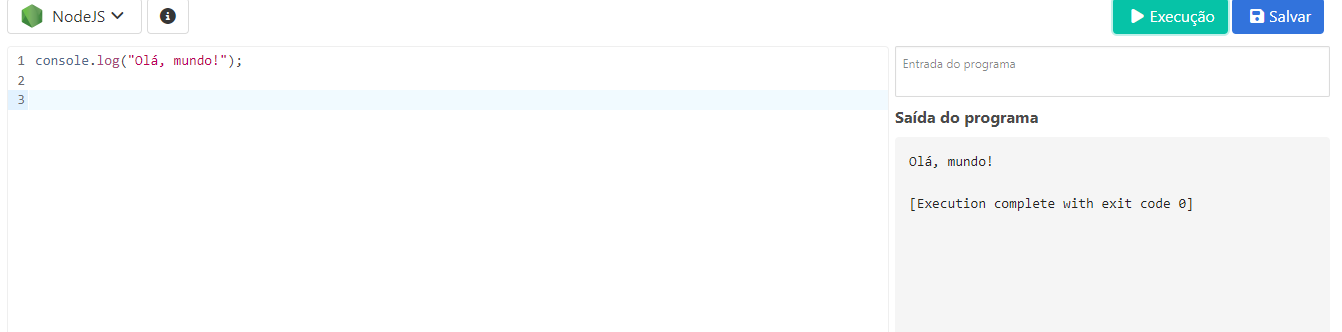 NodeJS
Execução
Salvar
1 console.log("Olá, mundo!");
2
3
Entrada do programa
Saída do programa
Olá, mundo!
[Execution complete with exit code 0]